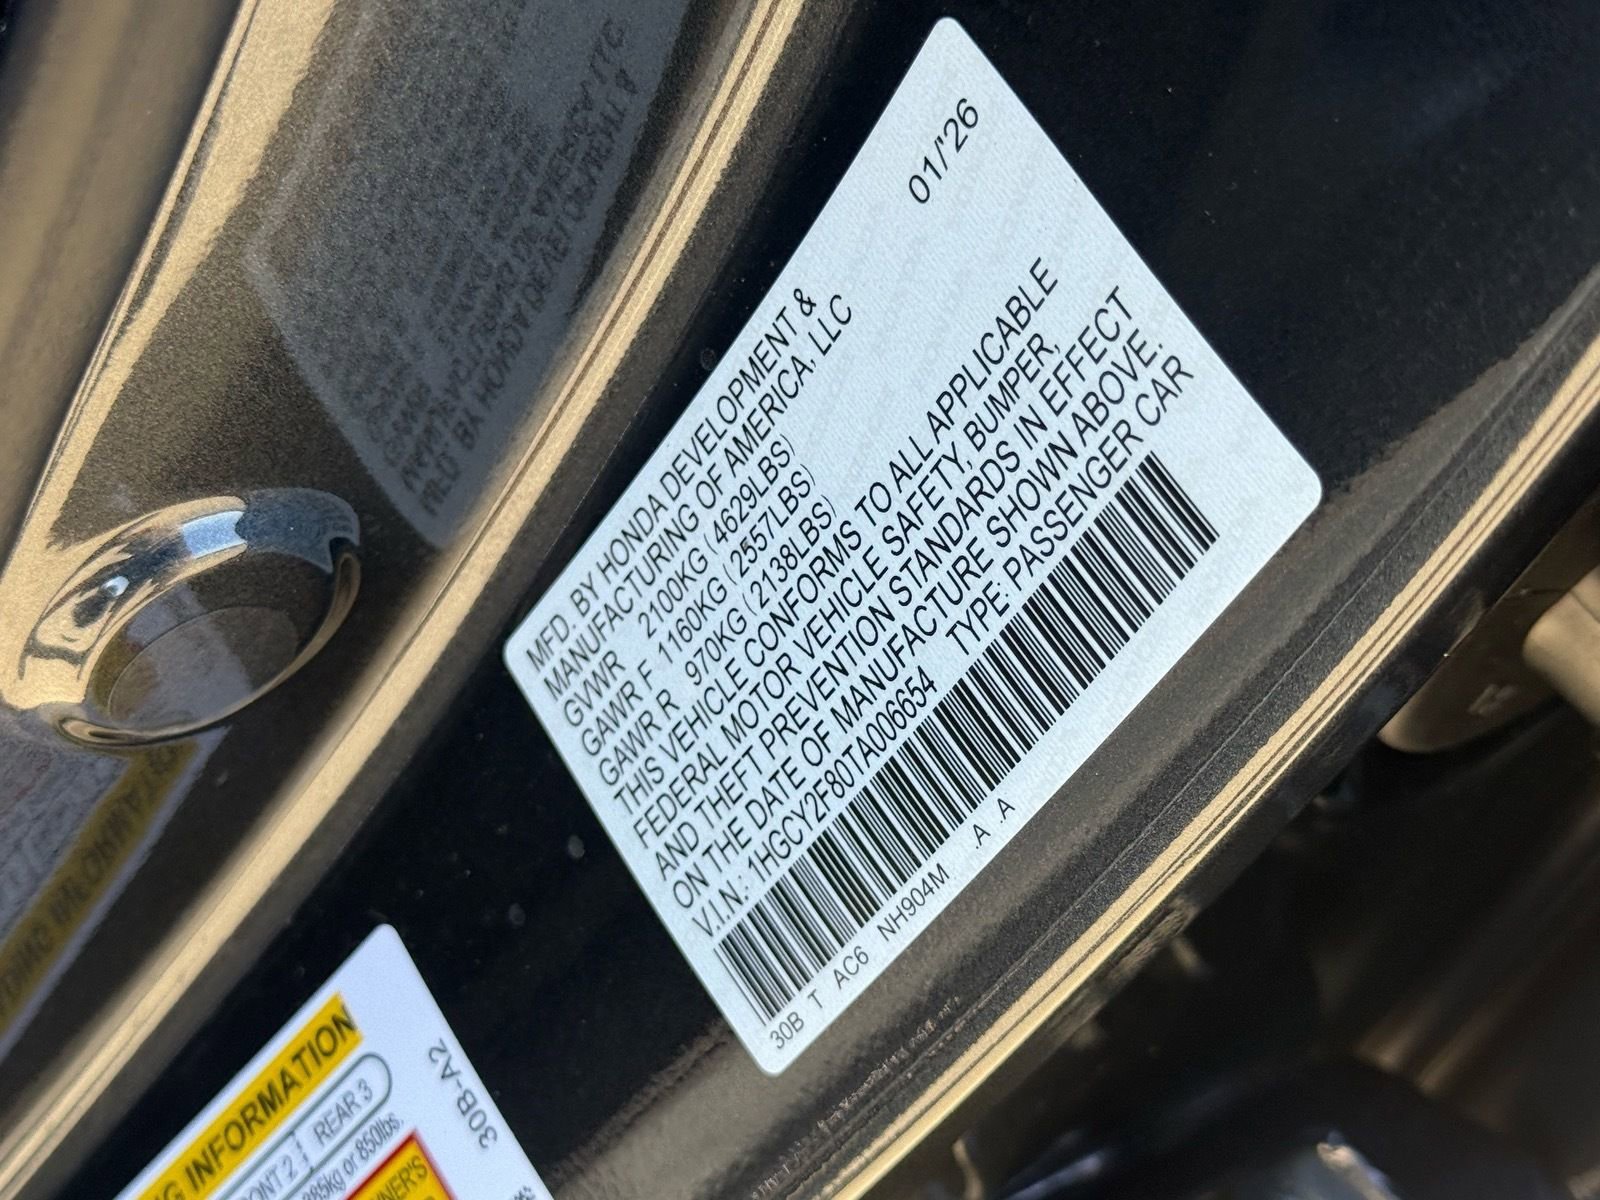 01/'26
MFD. BY HONDA DEVELOPMENT &
MANUFACTURING OF AMERICA, LLC
GVWR 2100KG ( 4629LBS)
GAWR F 1160KG ( 2557LBS)
GAWR R 970KG ( 2138LBS)
THIS VEHICLE CONFORMS TO ALL APPLICABLE
FEDERAL MOTOR VEHICLE SAFETY, BUMPER,
AND THEFT PREVENTION STANDARDS IN EFFECT
ON THE DATE OF MANUFACTURE SHOWN ABOVE.
V.I.N.: 1HGCY2F80TA006654 TYPE: PASSENGER CAR
30B T AC6 NH904M .A .A
INFORMATION
2 REAR 3
or 850lbs.
30B-A2